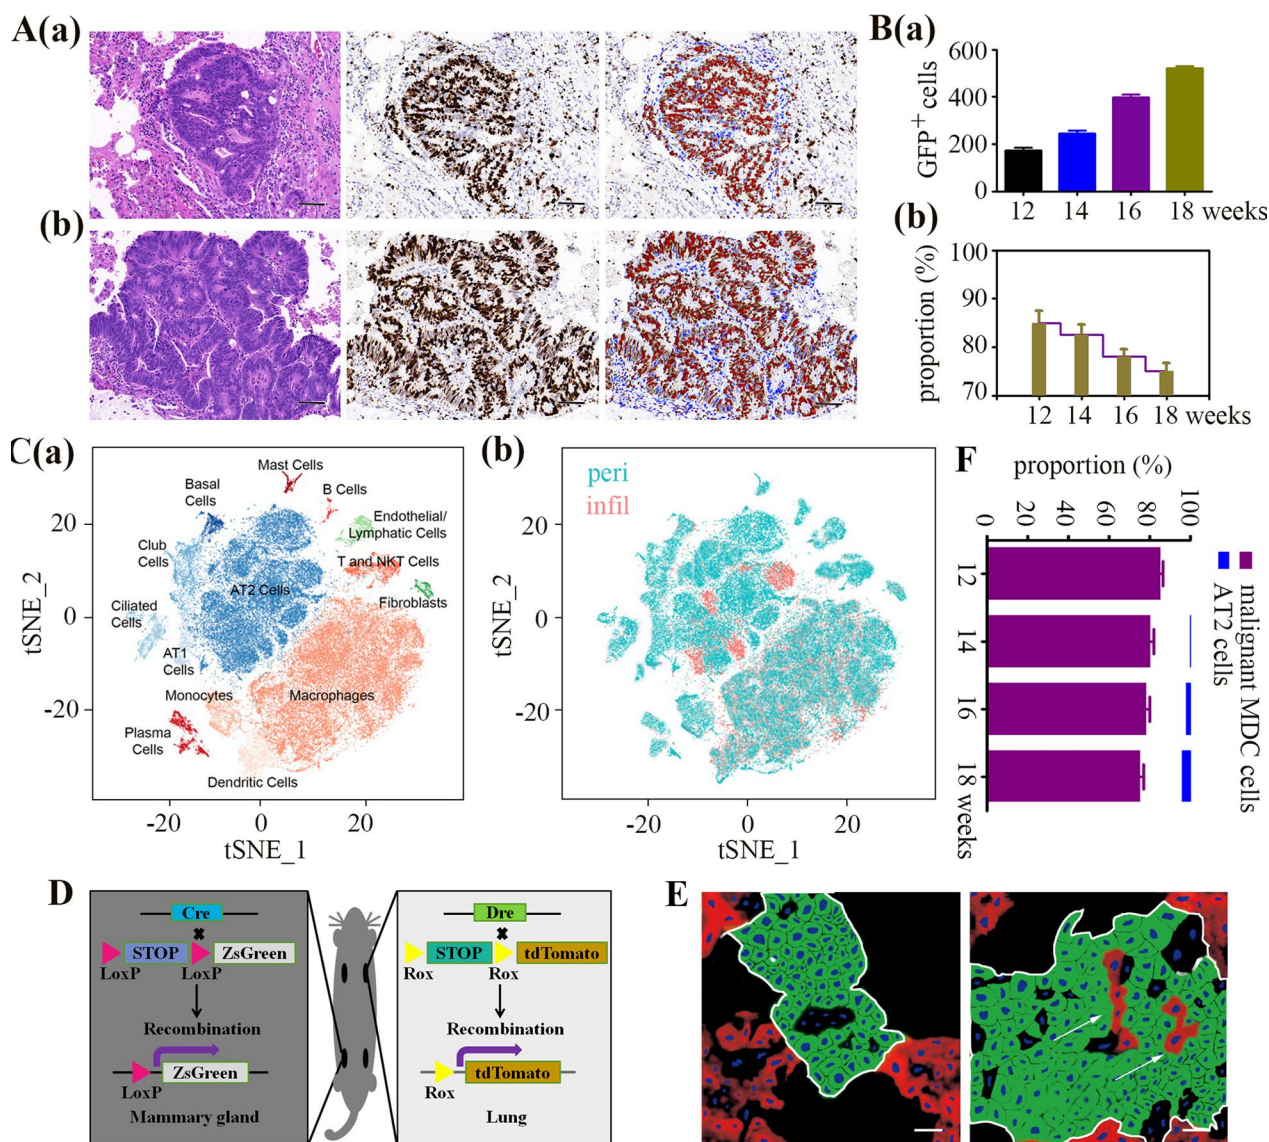 A(a)
(b)
B(a)
GFP+ cells
600
400
200
0
12 14 16 18 weeks
(b)
proportion (%)
100
90
80
70
12 14 16 18 weeks
C(a)
tSNE_2
20
0
-20
-20 0 20
tSNE_1
Mast Cells
Basal
Cells
B Cells
Endothelial/
Lymphatic Cells
Club
Cells
T and NKT Cells
AT2 Cells
Fibroblasts
Ciliated
Cells
AT1
Cells
Monocytes
Macrophages
Plasma
Cells
Dendritic Cells
(b)
peri
infil
tSNE_2
20
0
-20
-20 0 20
tSNE_1
F
proportion (%)
0 20 40 60 80 100
12
14
16
18 weeks
malignant MDC cells
AT2 cells
D
Cre
STOP ZsGreen
LoxP LoxP
Recombination
ZsGreen
LoxP
Mammary gland
Dre
STOP tdTomato
Rox Rox
Recombination
tdTomato
Rox
Lung
E